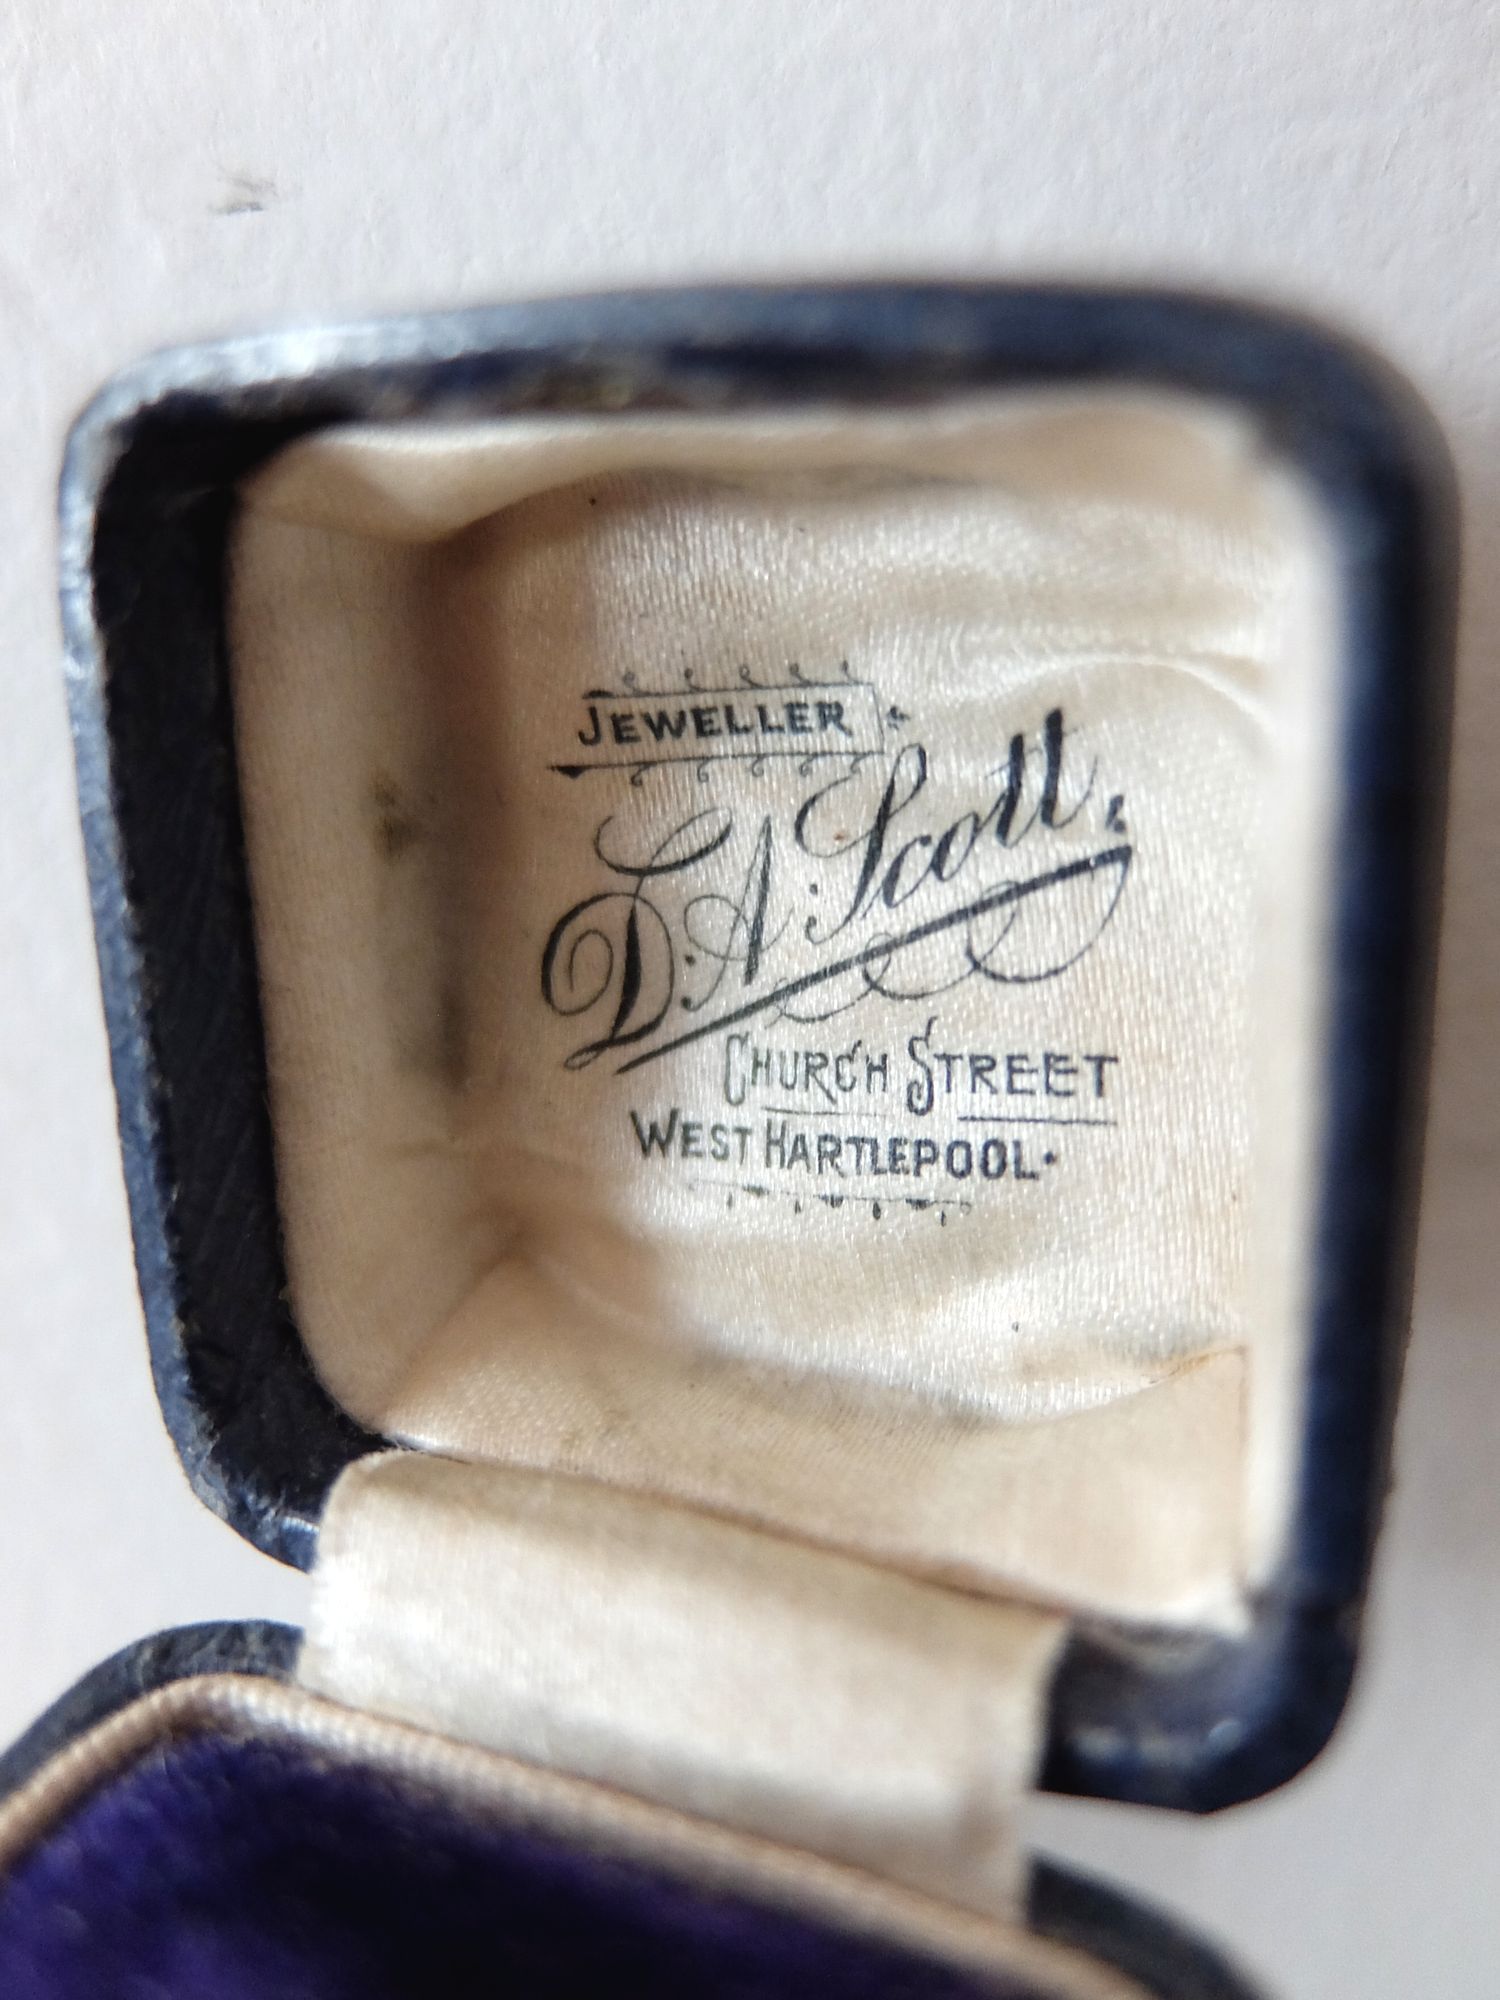 JEWELLER
D. A. Scott
CHURCH STREET
WEST HARTLEPOOL.